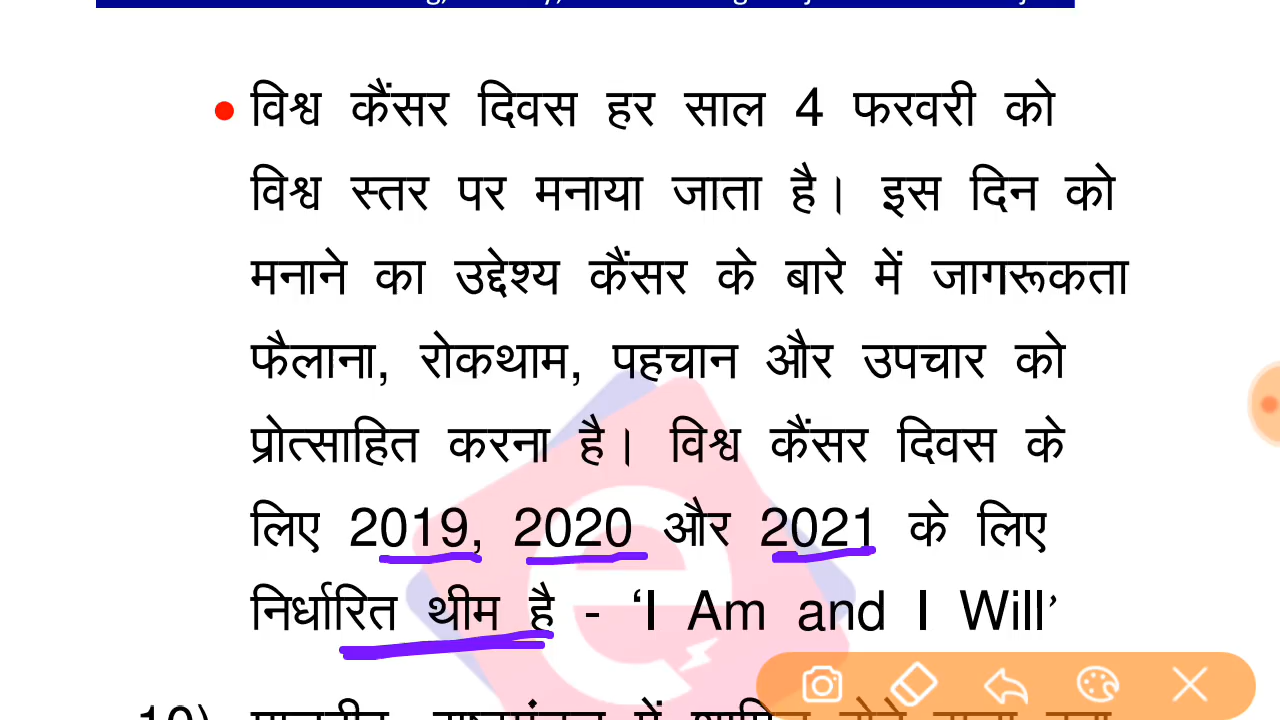 • विश्व कैंसर दिवस हर साल 4 फरवरी को
विश्व स्तर पर मनाया जाता है। इस दिन को
मनाने का उद्देश्य कैंसर के बारे में जागरूकता
फैलाना, रोकथाम, पहचान और उपचार को
प्रोत्साहित करना है। विश्व कैंसर दिवस के
लिए 2019, 2020 और 2021 के लिए
निर्धारित थीम है - ‘I Am and I Will’